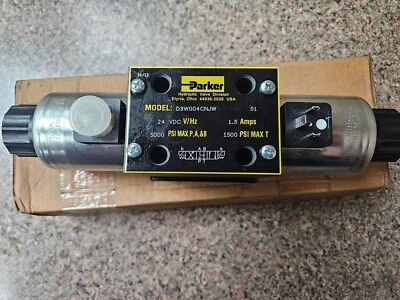 Parker
Hydraulic Valve Division
Elyria, Ohio 44035-2026 USA
MODEL: D3W004CNJW 51
24 VDC V/Hz 1.5 Amps
5000 PSI MAX P,A,&B 1500 PSI MAX T